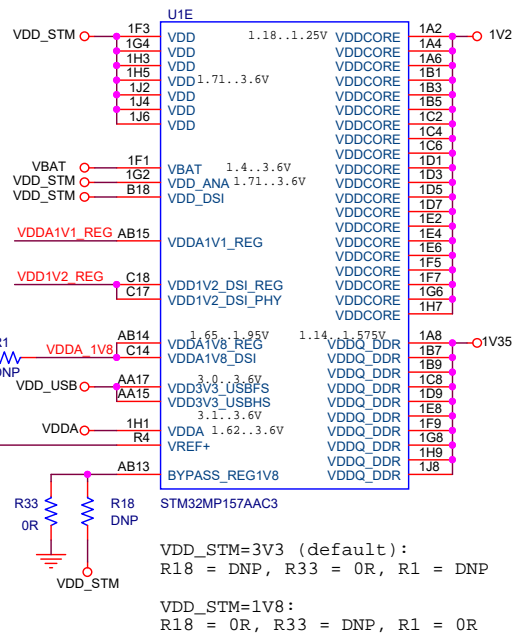 U1E
VDD_STM 1F3 VDD 1.18..1.25V VDDCORE 1A2 1V2
1G4 VDD VDDCORE 1A4
1H3 VDD VDDCORE 1A6
1H5 VDD 1.71..3.6V VDDCORE 1B1
1J2 VDD VDDCORE 1B3
1J4 VDD VDDCORE 1B5
1J6 VDD VDDCORE 1C2
VDDCORE 1C4
VDDCORE 1C6
VBAT 1F1 VBAT 1.4..3.6V VDDCORE 1D1
VDD_STM 1G2 VDD_ANA 1.71..3.6V VDDCORE 1D3
VDD_STM B18 VDD_DSI VDDCORE 1D5
VDDCORE 1D7
VDDCORE 1E2
VDDA1V1_REG AB15 VDDA1V1_REG VDDCORE 1E4
VDDCORE 1E6
VDDCORE 1F5
VDD1V2_REG C18 VDD1V2_DSI_REG VDDCORE 1F7
C17 VDD1V2_DSI_PHY VDDCORE 1G6
VDDCORE 1H7
1.65..1.95V 1.14..1.575V
AB14 VDDA1V8_REG VDDQ_DDR 1A8 1V35
R1 VDDA_1V8 C14 VDDA1V8_DSI VDDQ_DDR 1B7
DNP VDDQ_DDR 1B9
3.0..3.6V
VDD_USB AA17 VDD3V3_USBFS VDDQ_DDR 1C8
AA15 VDD3V3_USBHS VDDQ_DDR 1D9
3.1..3.6V VDDQ_DDR 1E8
VDDA 1H1 VDDA 1.62..3.6V VDDQ_DDR 1F9
R4 VREF+ VDDQ_DDR 1G8
VDDQ_DDR 1H9
AB13 BYPASS_REG1V8 VDDQ_DDR 1J8
R33 R18 STM32MP157AAC3
0R DNP
VDD_STM
VDD_STM=3V3 (default):
R18 = DNP, R33 = 0R, R1 = DNP
VDD_STM=1V8:
R18 = 0R, R33 = DNP, R1 = 0R